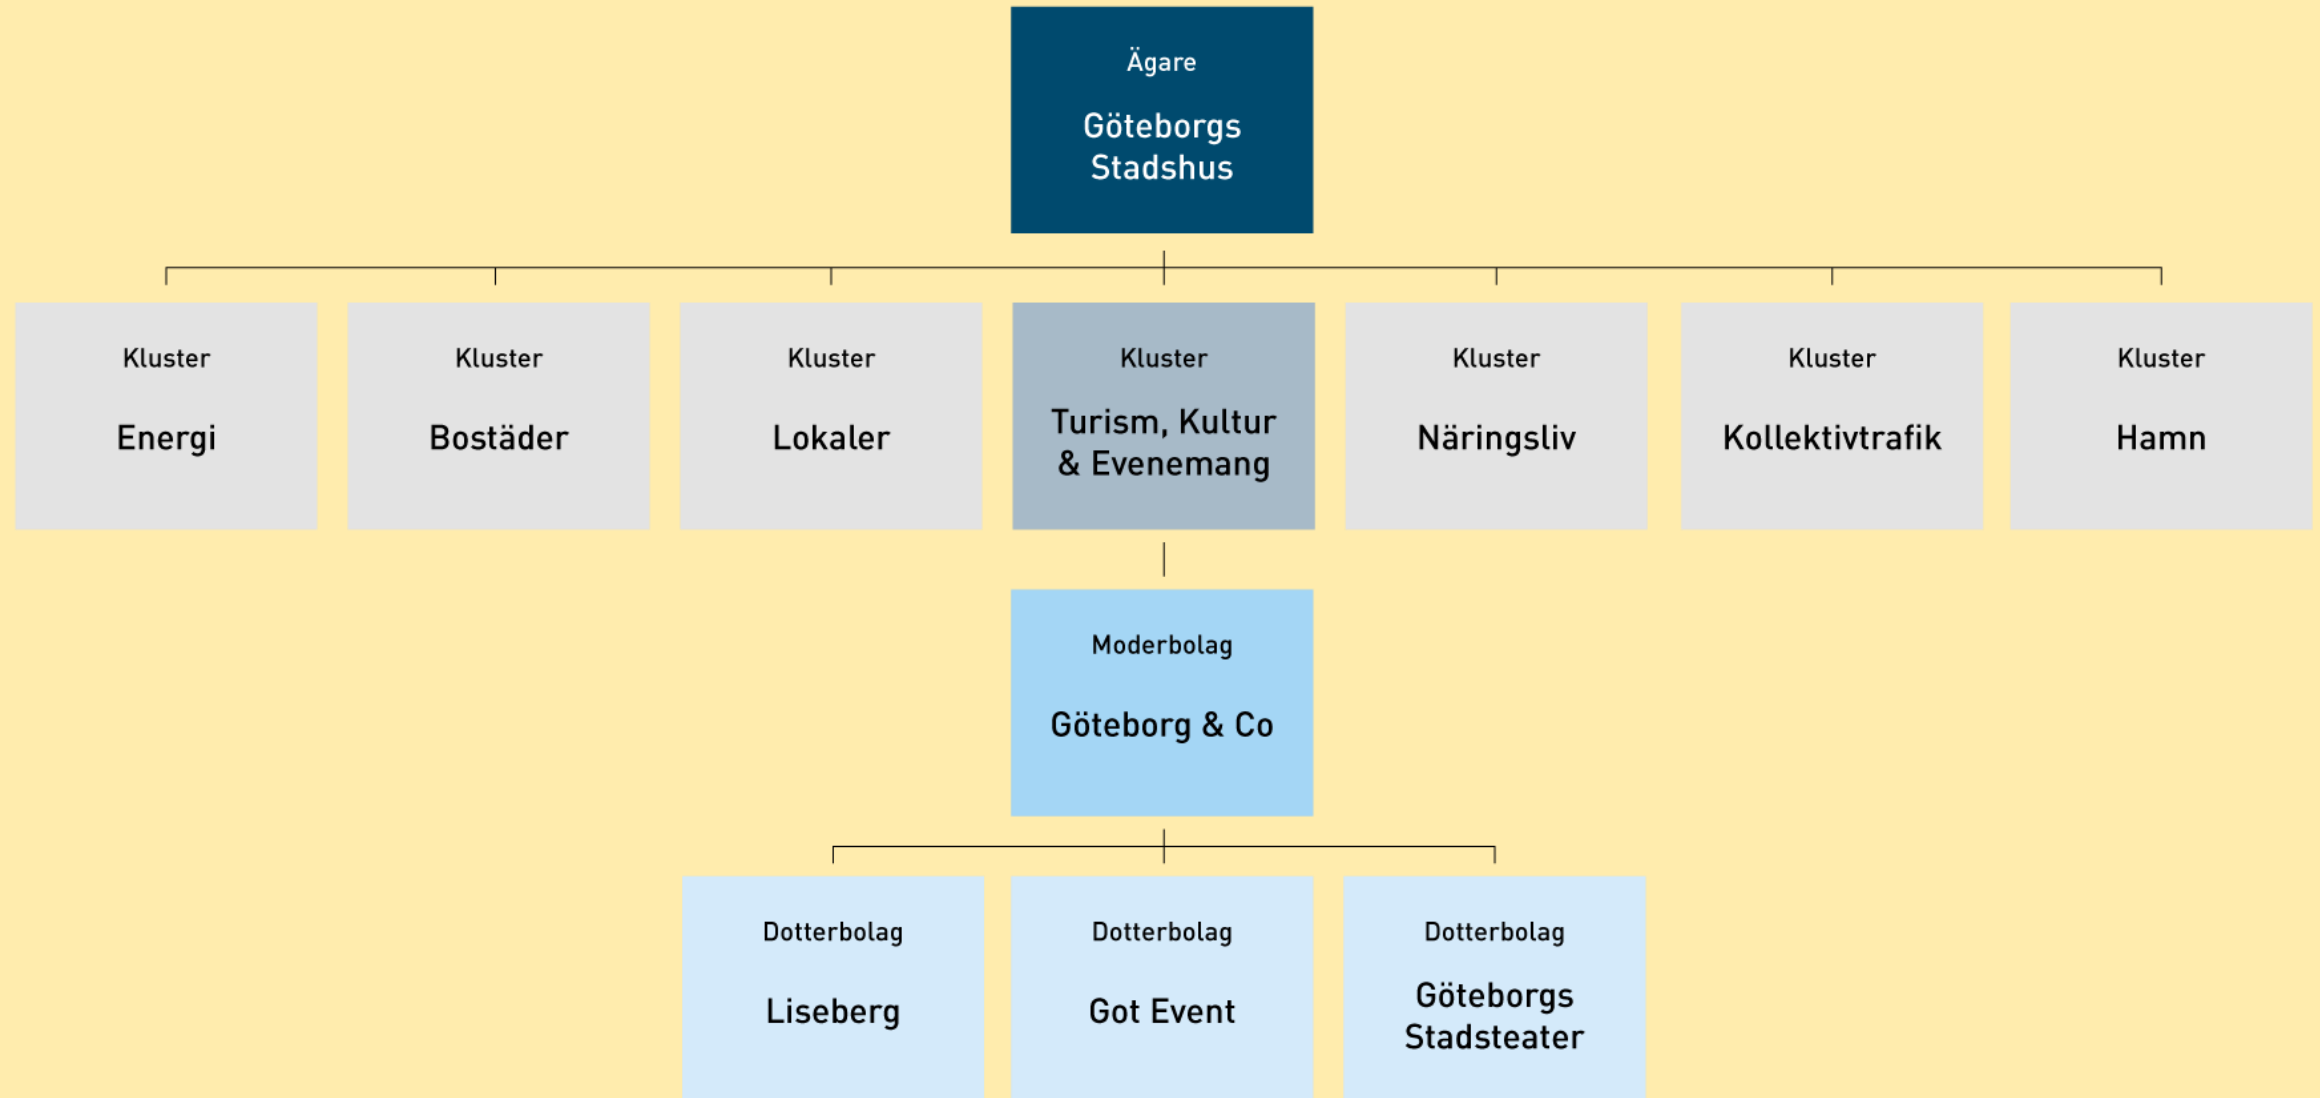 Ägare
Göteborgs
Stadshus
Kluster
Energi
Kluster
Bostäder
Kluster
Lokaler
Kluster
Turism, Kultur
& Evenemang
Kluster
Näringsliv
Kluster
Kollektivtrafik
Kluster
Hamn
Moderbolag
Göteborg & Co
Dotterbolag
Liseberg
Dotterbolag
Got Event
Dotterbolag
Göteborgs
Stadsteater